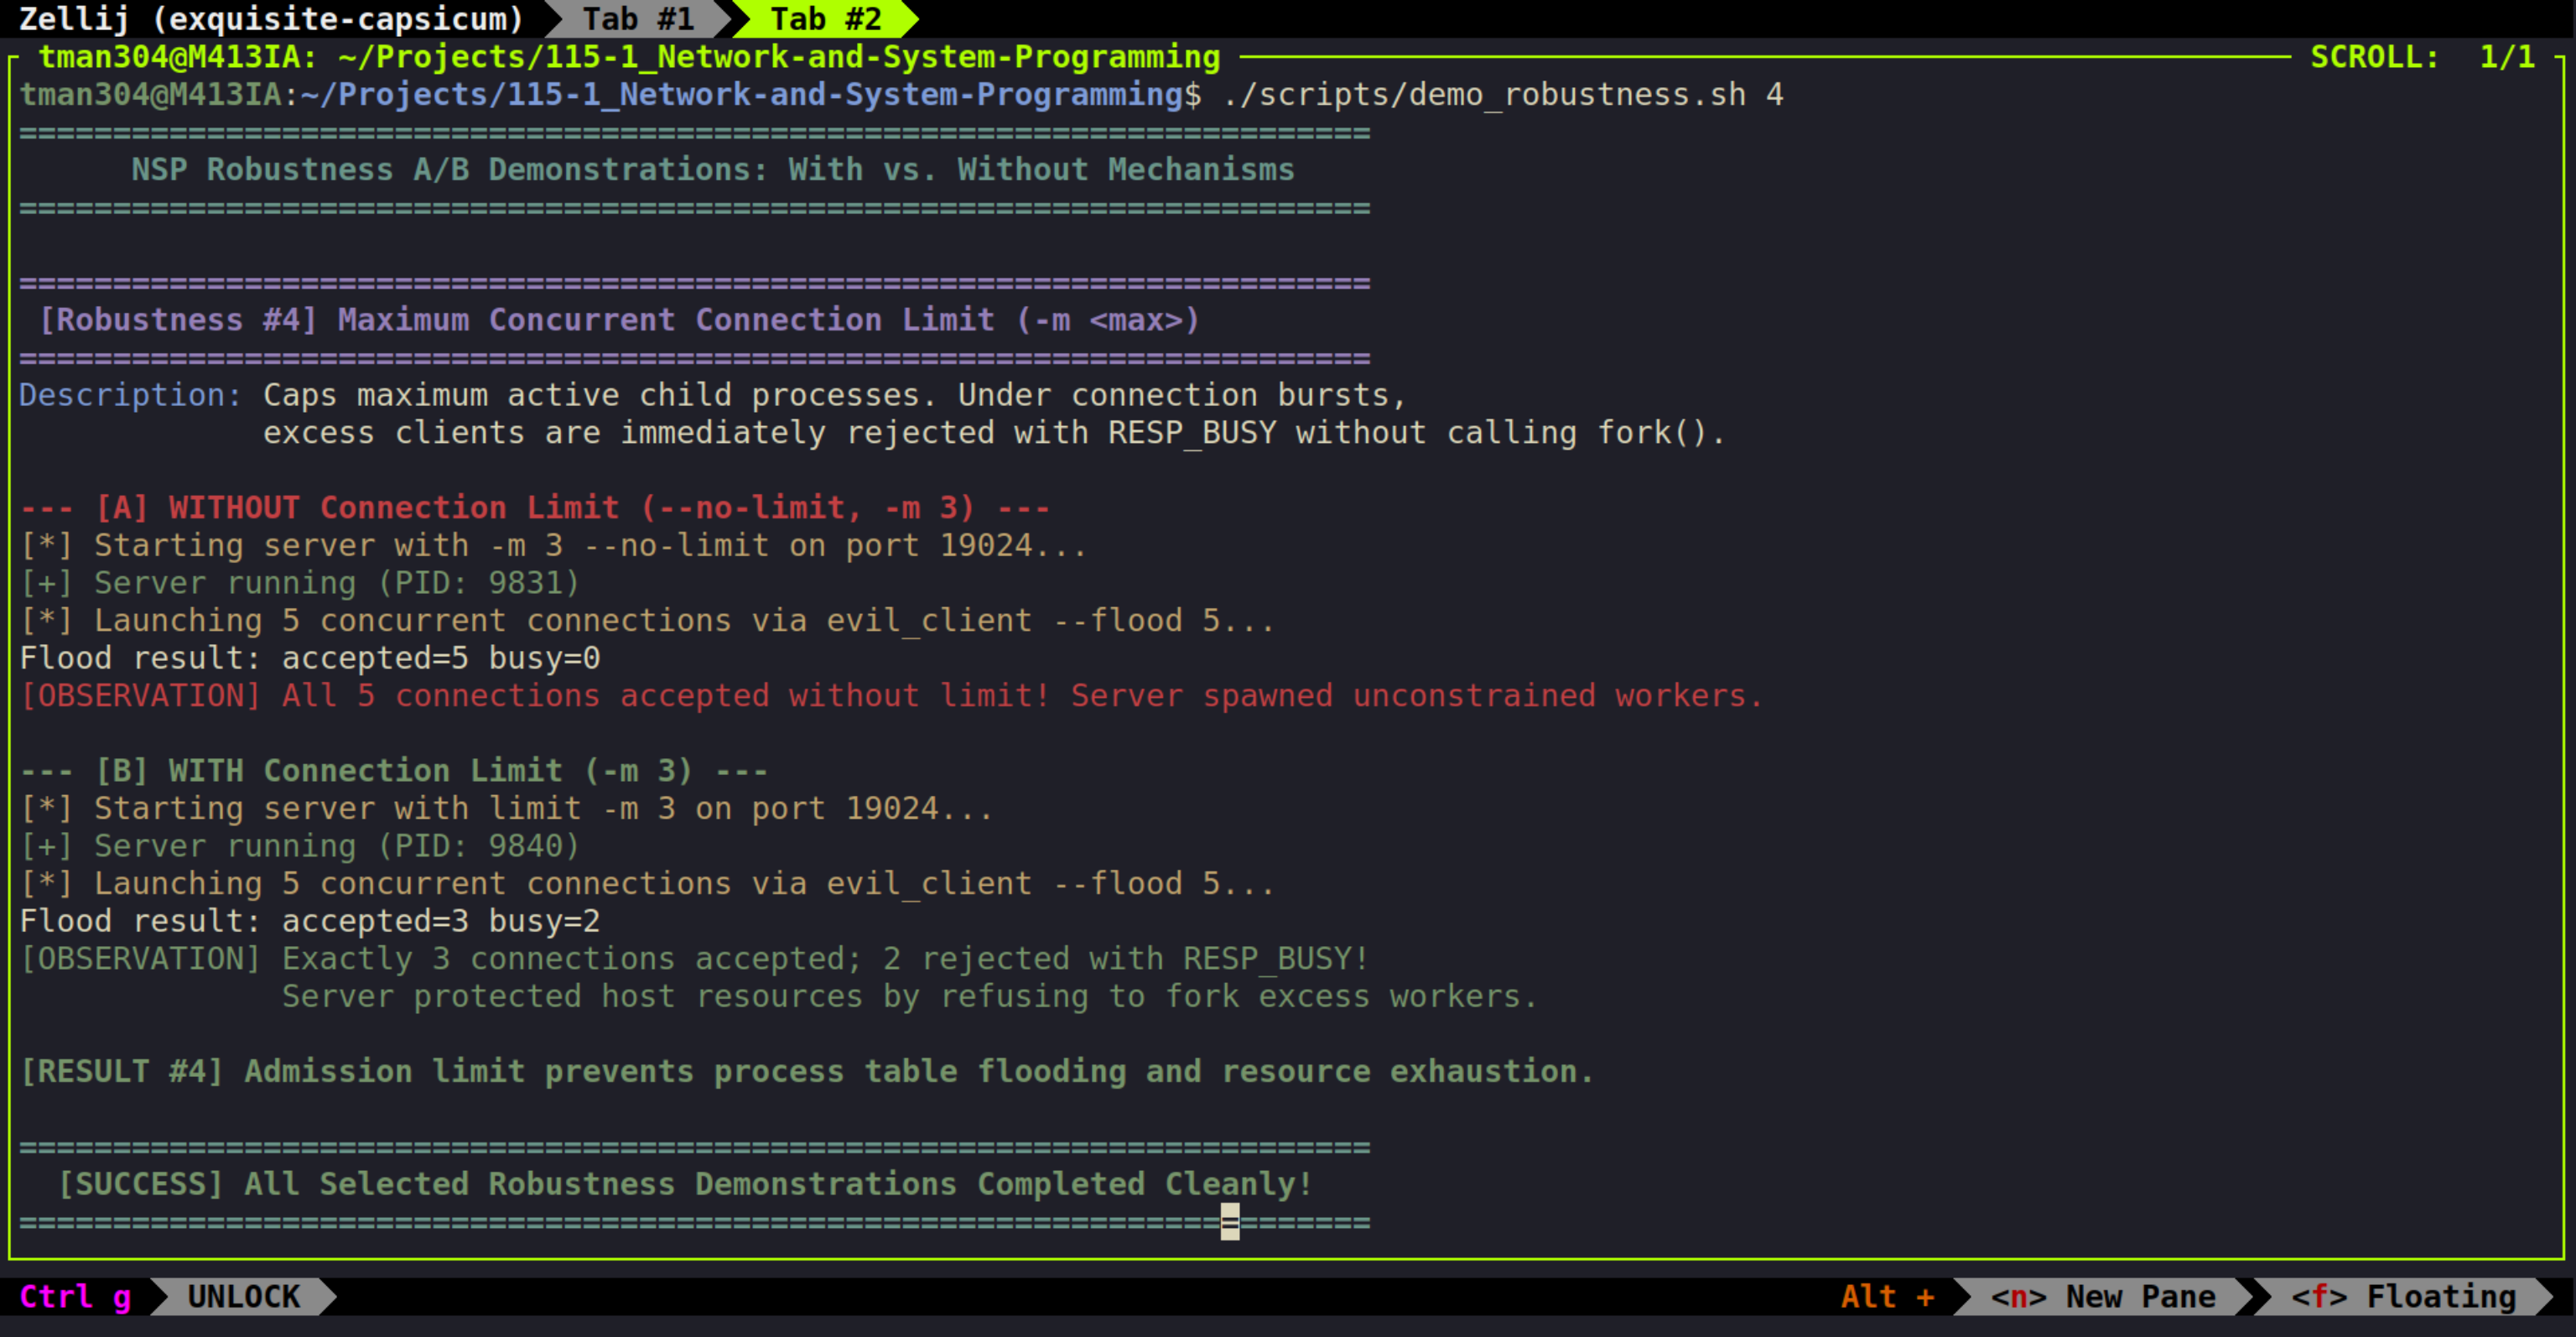 Zellij (exquisite-capsicum) Tab #1 Tab #2
tman304@M413IA: ~/Projects/115-1_Network-and-System-Programming SCROLL: 1/1
tman304@M413IA:~/Projects/115-1_Network-and-System-Programming$ ./scripts/demo_robustness.sh 4
========================================================================
NSP Robustness A/B Demonstrations: With vs. Without Mechanisms
========================================================================
========================================================================
[Robustness #4] Maximum Concurrent Connection Limit (-m <max>)
========================================================================
Description: Caps maximum active child processes. Under connection bursts,
excess clients are immediately rejected with RESP_BUSY without calling fork().
--- [A] WITHOUT Connection Limit (--no-limit, -m 3) ---
[*] Starting server with -m 3 --no-limit on port 19024...
[+] Server running (PID: 9831)
[*] Launching 5 concurrent connections via evil_client --flood 5...
Flood result: accepted=5 busy=0
[OBSERVATION] All 5 connections accepted without limit! Server spawned unconstrained workers.
--- [B] WITH Connection Limit (-m 3) ---
[*] Starting server with limit -m 3 on port 19024...
[+] Server running (PID: 9840)
[*] Launching 5 concurrent connections via evil_client --flood 5...
Flood result: accepted=3 busy=2
[OBSERVATION] Exactly 3 connections accepted; 2 rejected with RESP_BUSY!
Server protected host resources by refusing to fork excess workers.
[RESULT #4] Admission limit prevents process table flooding and resource exhaustion.
========================================================================
[SUCCESS] All Selected Robustness Demonstrations Completed Cleanly!
========================================================================
Ctrl g UNLOCK Alt + <n> New Pane <f> Floating